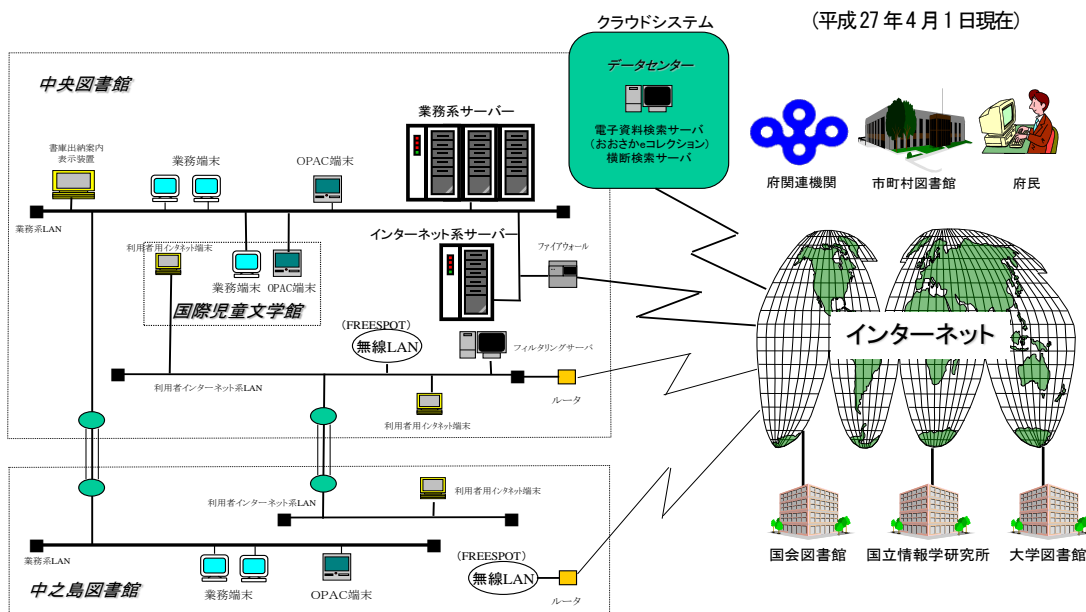 クラウドシステム
(平成27年4月1日現在)
データセンター
電子資料検索サーバ
(おおさかeコレクション)
横断検索サーバ
中央図書館
業務系サーバー
書庫出納案内
表示装置
業務端末
OPAC端末
府関連機関
市町村図書館
府民
業務系LAN
利用者用インタネット端末
インターネット系サーバー
ファイアウォール
業務端末
OPAC端末
国際児童文学館
(FREESPOT)
無線LAN
フィルタリングサーバ
インターネット
利用者インターネット系LAN
利用者用インタネット端末
ルータ
利用者インターネット系LAN
利用者用インタネット端末
業務系LAN
(FREESPOT)
無線LAN
ルータ
中之島図書館
業務端末
OPAC端末
国会図書館
国立情報学研究所
大学図書館